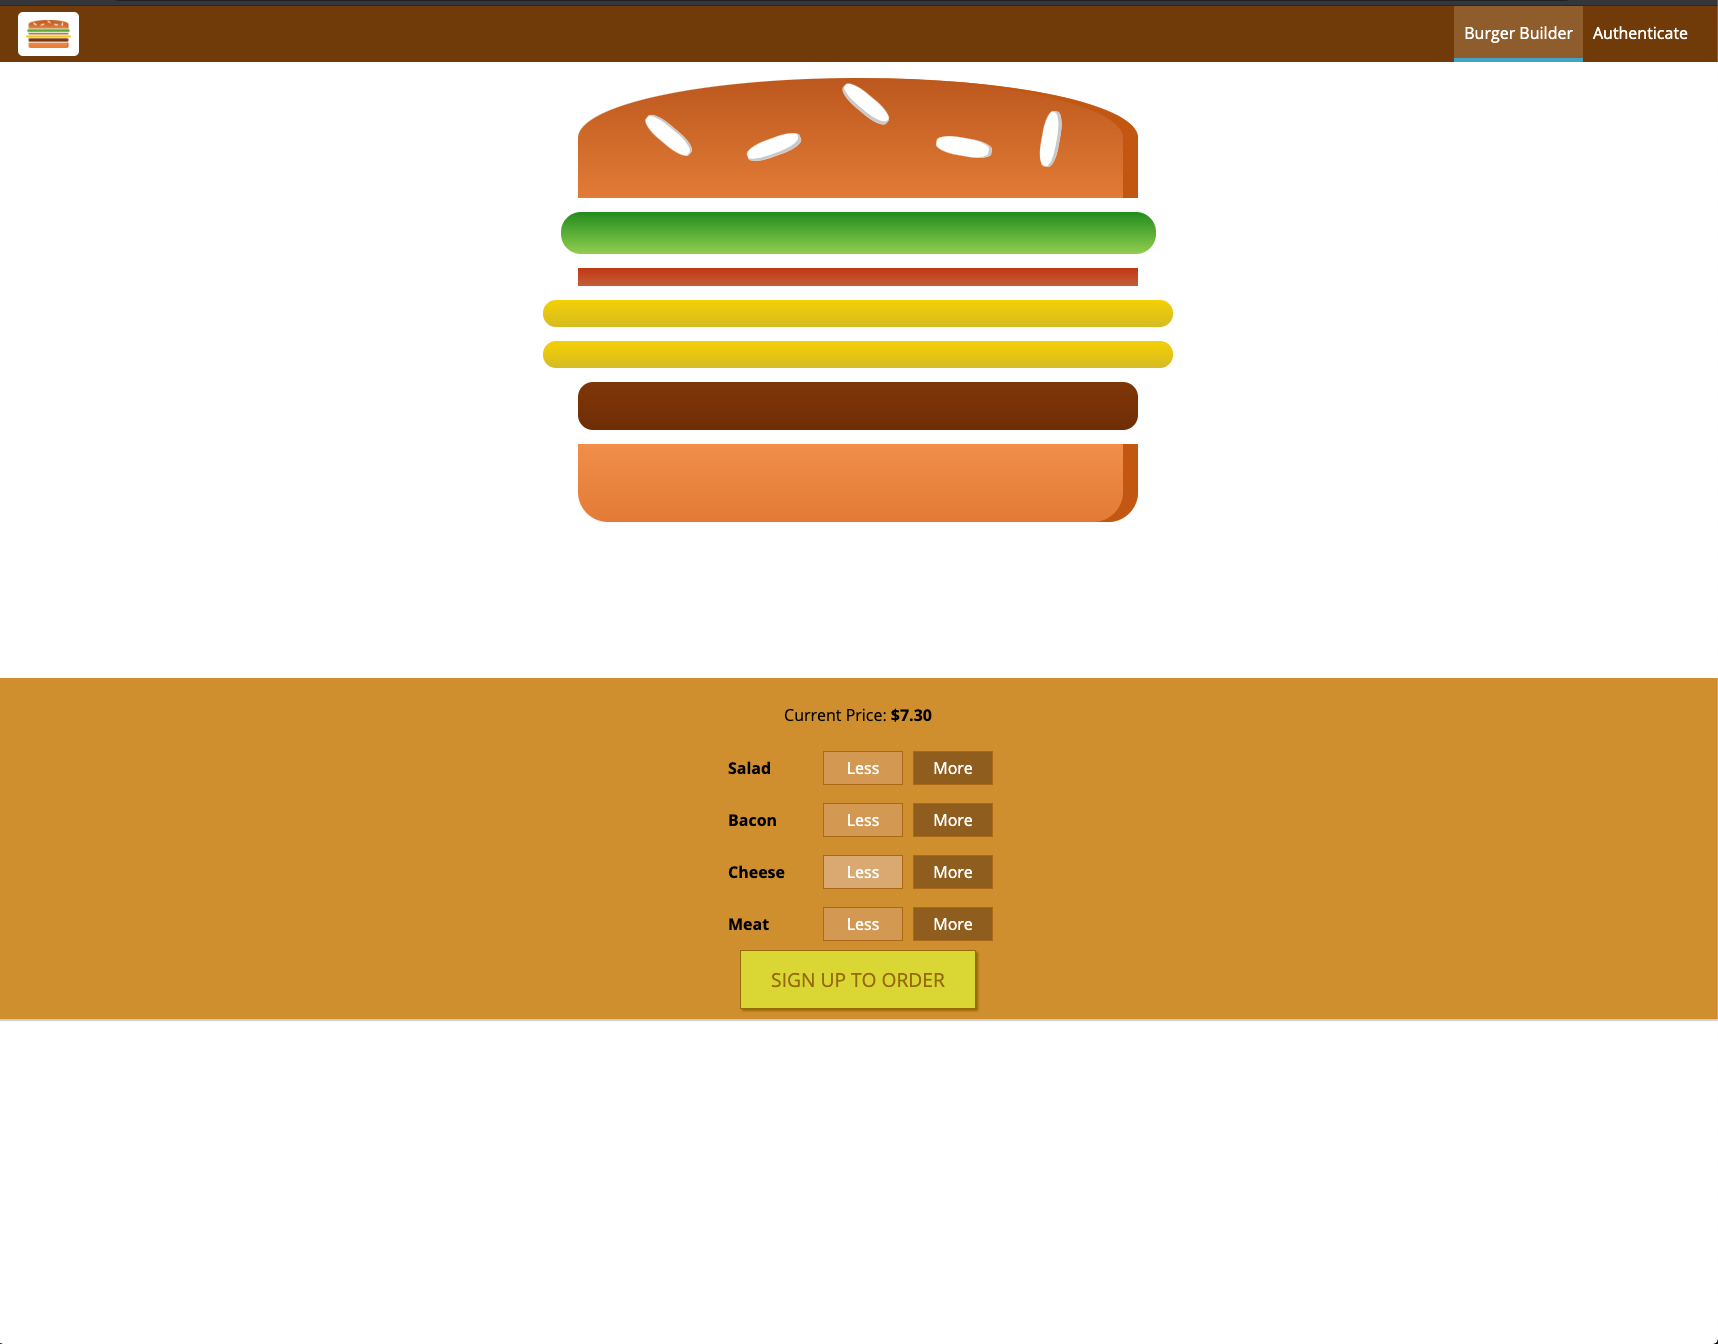 Burger Builder Authenticate
Current Price: $7.30
Salad Less More
Bacon Less More
Cheese Less More
Meat Less More
SIGN UP TO ORDER